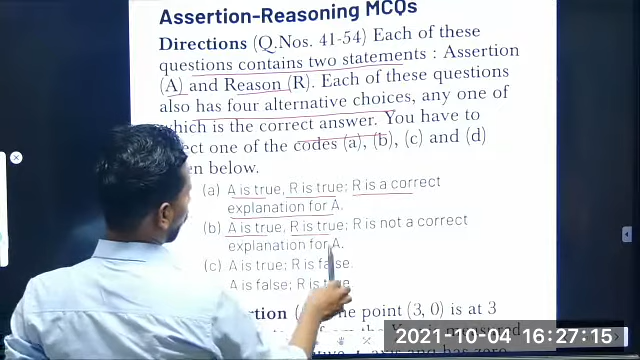 Assertion-Reasoning MCQs
Directions (Q.Nos. 41-54) Each of these
questions contains two statements : Assertion
(A) and Reason (R). Each of these questions
also has four alternative choices, any one of
which is the correct answer. You have to
one of the codes (a), (b), (c) and (d)
below.
(a) A is true, R is true; R is a correct
explanation for A.
(b) A is true, R is true; R is not a correct
explanation for A.
(c) A is true; R is false.
A is false; R is true.
the point (3, 0) is at 3
2021-10-04 16:27:15